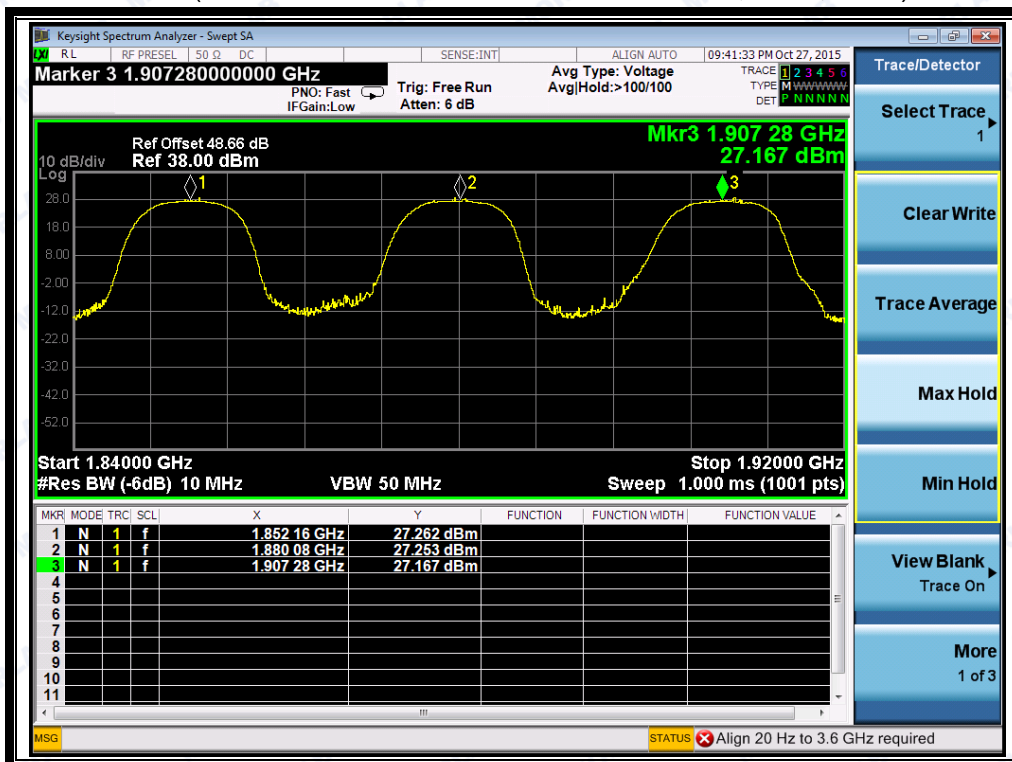 Keysight Spectrum Analyzer - Swept SA
LXI RL RF PRESEL 50 Ω DC SENSE:INT ALIGN AUTO 09:41:33 PM Oct 27, 2015
Marker 3 1.907280000000 GHz
PNO: Fast
IFGain:Low
Trig: Free Run
Atten: 6 dB
Avg Type: Voltage
Avg|Hold:>100/100
TRACE 1 2 3 4 5 6
TYPE M WWWWW
DET P N N N N N
Mkr3 1.907 28 GHz
27.167 dBm
Ref Offset 48.66 dB
10 dB/div Ref 38.00 dBm
Log
1
2
3
28.0
18.0
8.00
-2.00
-12.0
-22.0
-32.0
-42.0
-52.0
Start 1.84000 GHz Stop 1.92000 GHz
#Res BW (-6dB) 10 MHz VBW 50 MHz Sweep 1.000 ms (1001 pts)
MKR MODE TRC SCL X Y FUNCTION FUNCTION WIDTH FUNCTION VALUE
1 N 1 f 1.852 16 GHz 27.262 dBm
2 N 1 f 1.880 08 GHz 27.253 dBm
3 N 1 f 1.907 28 GHz 27.167 dBm
4
5
6
7
8
9
10
11
MSG STATUS Align 20 Hz to 3.6 GHz required
Trace/Detector
Select Trace
1
Clear Write
Trace Average
Max Hold
Min Hold
View Blank
Trace On
More
1 of 3